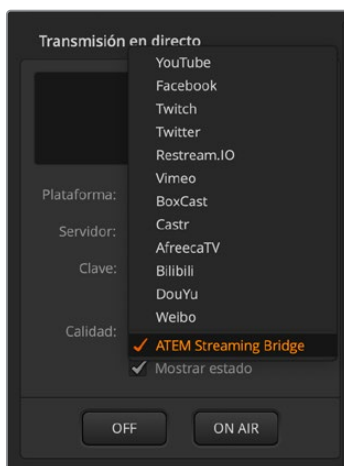 Transmisión en directo
YouTube
Facebook
Twitch
Twitter
Restream.IO
Vimeo
Plataforma:
BoxCast
Servidor:
Castr
AfreecaTV
Clave:
Bilibili
DouYu
Weibo
Calidad:
✓ ATEM Streaming Bridge
✓ Mostrar estado
OFF
ON AIR